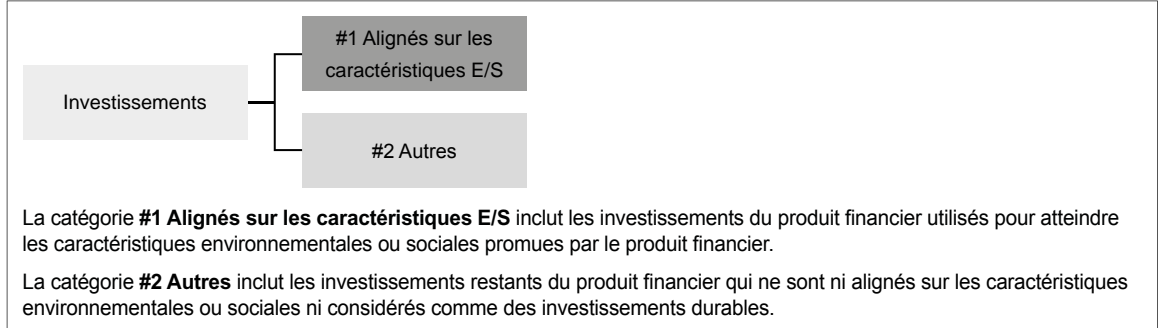 #1 Alignés sur les
caractéristiques E/S
Investissements
#2 Autres
La catégorie #1 Alignés sur les caractéristiques E/S inclut les investissements du produit financier utilisés pour atteindre
les caractéristiques environnementales ou sociales promues par le produit financier.
La catégorie #2 Autres inclut les investissements restants du produit financier qui ne sont ni alignés sur les caractéristiques
environnementales ou sociales ni considérés comme des investissements durables.